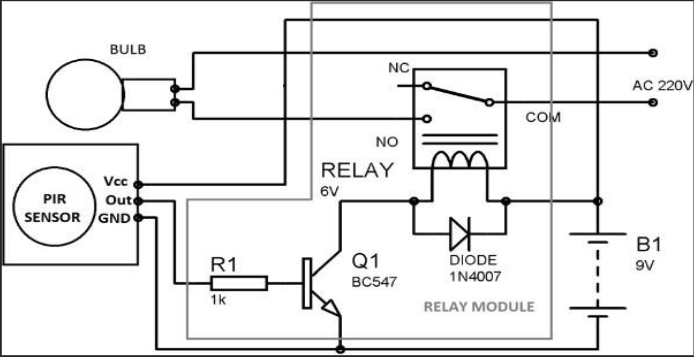 BULB
NC
AC 220V
COM
NO
Vcc
Out
GND
PIR
SENSOR
RELAY
6V
R1
1k
Q1
BC547
DIODE
1N4007
B1
9V
RELAY MODULE